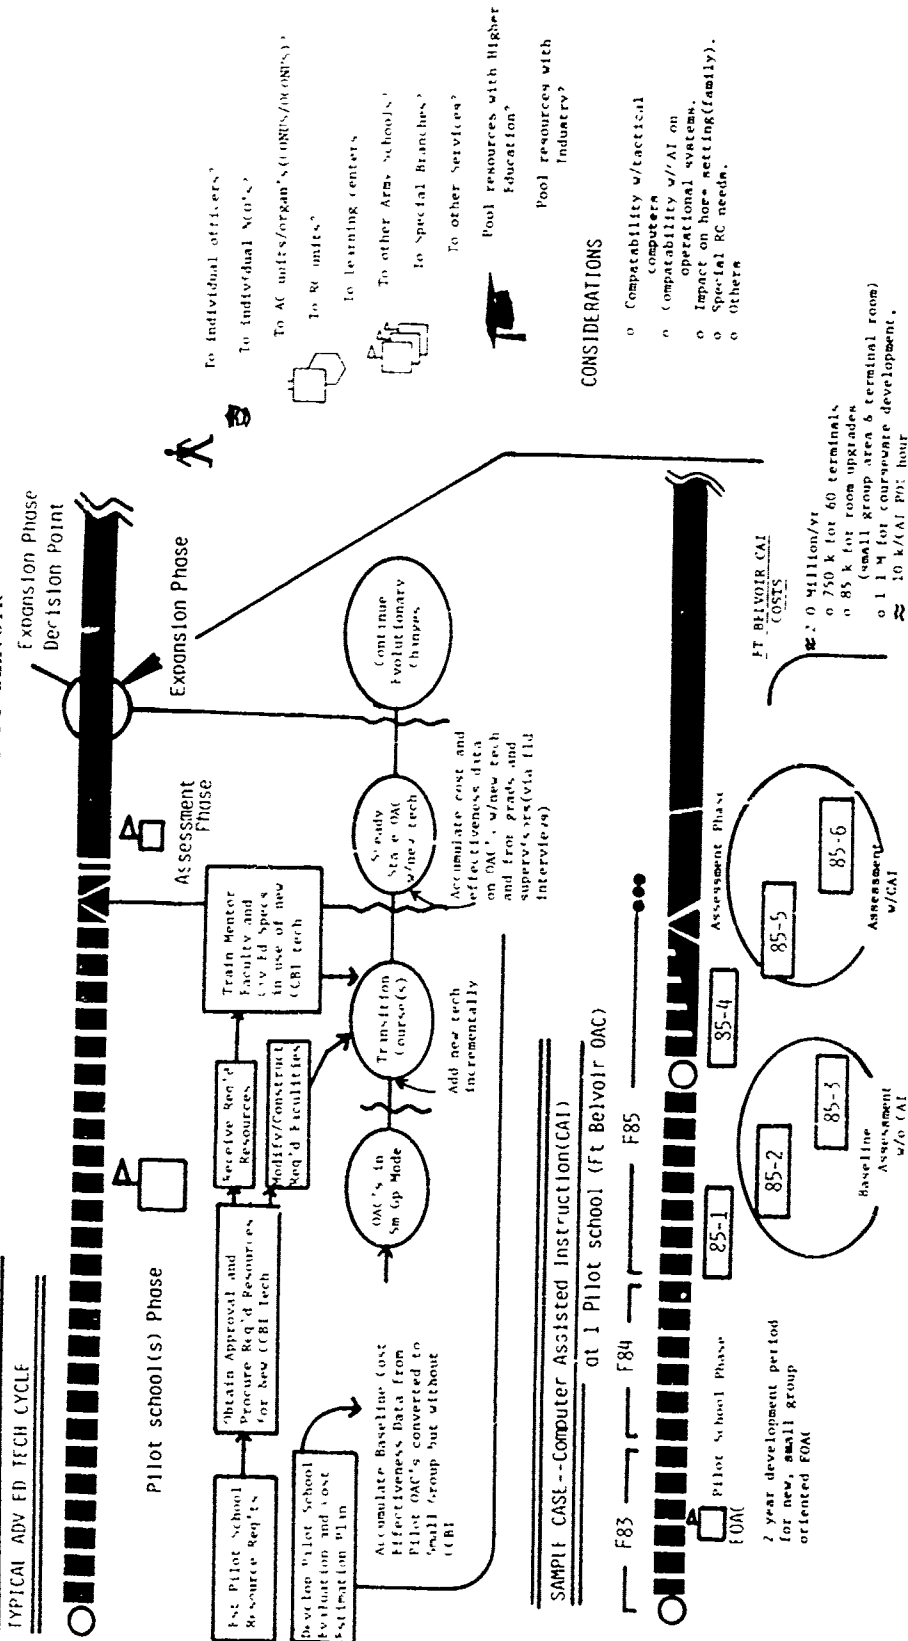 TYPICAL ADV ED TECH CYCLE
Expansion Phase
Decision Point
Pilot school(s) Phase
Assessment
Phase
Expansion Phase
Est Pilot School
Resource Req'ts
Obtain Approval and
Procure Req'd Resources
for New CCBI Tech
Receive Req'd
Resources
Modify/Construct
Req'd Faculities
Train Mentor
Faculty and
Civ Ed Specs
in use of new
CCBI tech
Develop Pilot School
Evaluation and Cost
Estimation Plan
Accumulate Baseline Cost
Effectiveness Data from
Pilot OAC's converted to
Small Group but without
CCBI
OAC's in
Sm Gp Mode
Transition
Course(s)
Steady
State OAC
w/new tech
Continue
Evolutionary
Changes
Add new tech
incrementally
Accumulate cost and
effectiveness data
on OAC's w/new tech
and from grads and
supervisors(via fld
interviews)
To individual officers?
To individual NCO's?
To AC units/organ's(CONUS/OCONUS)?
To RC units?
To learning centers
To other Army schools?
To Special Branches?
To other Services?
Pool resources with Higher
Education?
Pool resources with
Industry?
CONSIDERATIONS
o Compatability w/tactical
computers
o Compatability w/AI on
operational systems.
o Impact on home setting(family).
o Special RC needs.
o Others
SAMPLE CASE--Computer Assisted Instruction(CAI)
at 1 Pilot school (Ft Belvoir OAC)
F83
F84
F85
EOAC
Pilot School Phase
Assessment Phase
2 year development period
for new, small group
oriented EOAC
85-1
85-2
85-3
Baseline
Assessment
w/o CAI
85-4
85-5
85-6
Assessment
w/CAI
FT BELVOIR CAI
COSTS
≈ 2 0 Million/yr
o 750 k for 60 terminals
o 85 k for room upgrades
(small group area & terminal room)
o 1 1 M for courseware development.
≈ 10 k/CAI POI hour